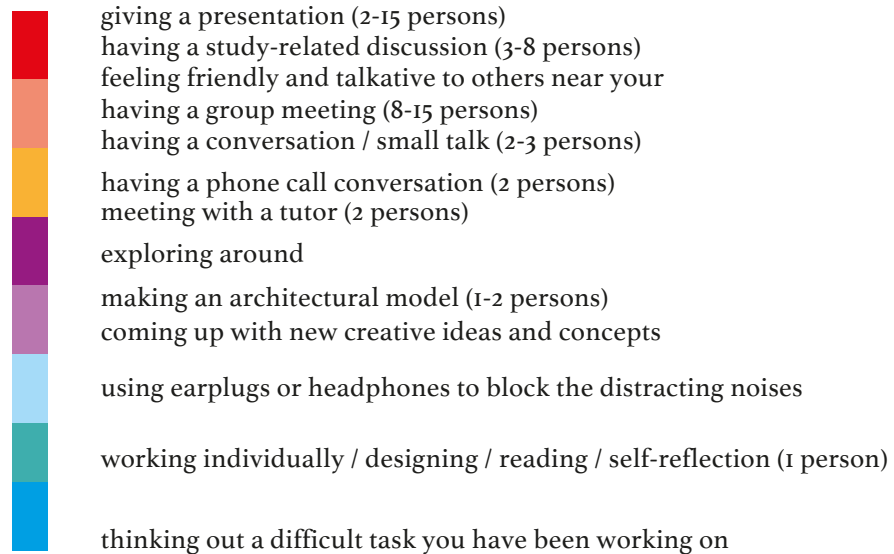 giving a presentation (2-15 persons)
having a study-related discussion (3-8 persons)
feeling friendly and talkative to others near your
having a group meeting (8-15 persons)
having a conversation / small talk (2-3 persons)
having a phone call conversation (2 persons)
meeting with a tutor (2 persons)
exploring around
making an architectural model (1-2 persons)
coming up with new creative ideas and concepts
using earplugs or headphones to block the distracting noises
working individually / designing / reading / self-reflection (1 person)
thinking out a difficult task you have been working on